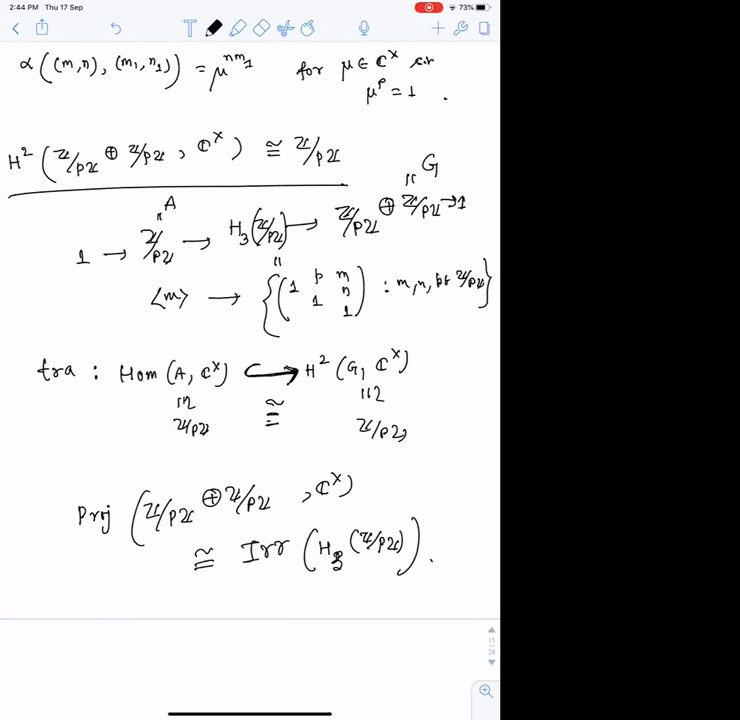 2:44 PM Thu 17 Sep 73%
α((m,n), (m₁,n₁)) = μ^{nm₁} for μ ∈ ℂ^x s.t.
μ^p = 1 .
H²(ℤ/pℤ ⊕ ℤ/pℤ , ℂ^x) ≅ ℤ/pℤ
A G
1 → ℤ/pℤ → H₃(ℤ/pℤ) → ℤ/pℤ ⊕ ℤ/pℤ → 1
⟨m⟩ → {(1 p m; 1 n; 1) : m, n, p ∈ ℤ/pℤ}
tra : Hom (A, ℂ^x) ↪ H² (G, ℂ^x)
ℤ/pℤ ≅ ℤ/pℤ
Proj (ℤ/pℤ ⊕ ℤ/pℤ , ℂ^x)
≅ Irr (H₃ (ℤ/pℤ)) .
15
28